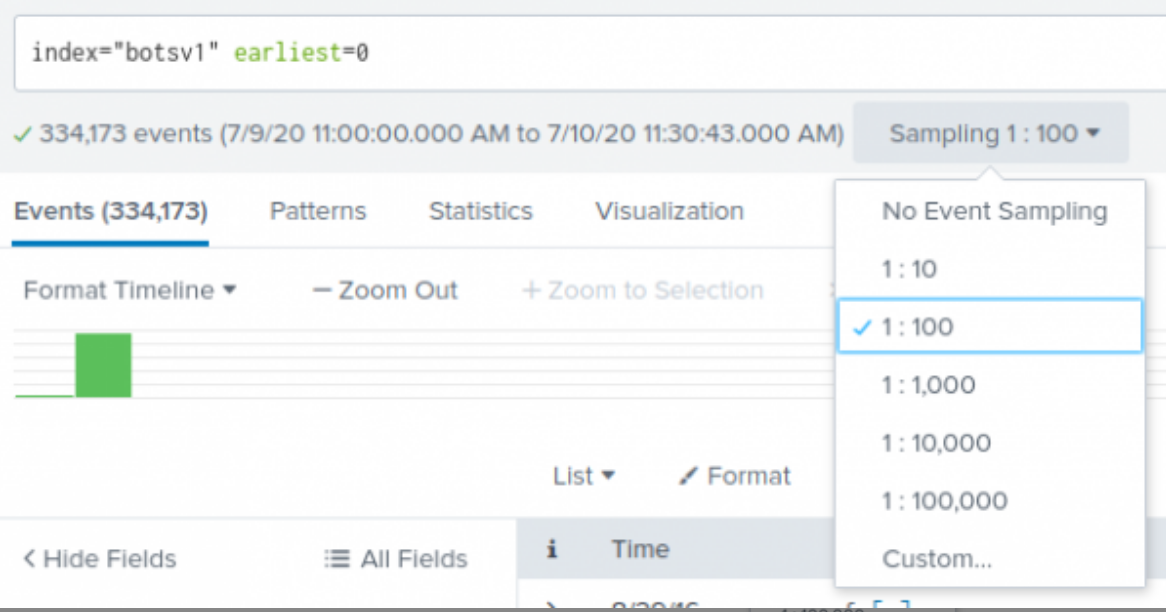 index="botsv1" earliest=0
334,173 events (7/9/20 11:00:00.000 AM to 7/10/20 11:30:43.000 AM) Sampling 1 : 100
Events (334,173) Patterns Statistics Visualization
No Event Sampling
1 : 10
1 : 100
1 : 1,000
1 : 10,000
1 : 100,000
Custom...
Format Timeline — Zoom Out + Zoom to Selection
List Format
< Hide Fields All Fields
i Time